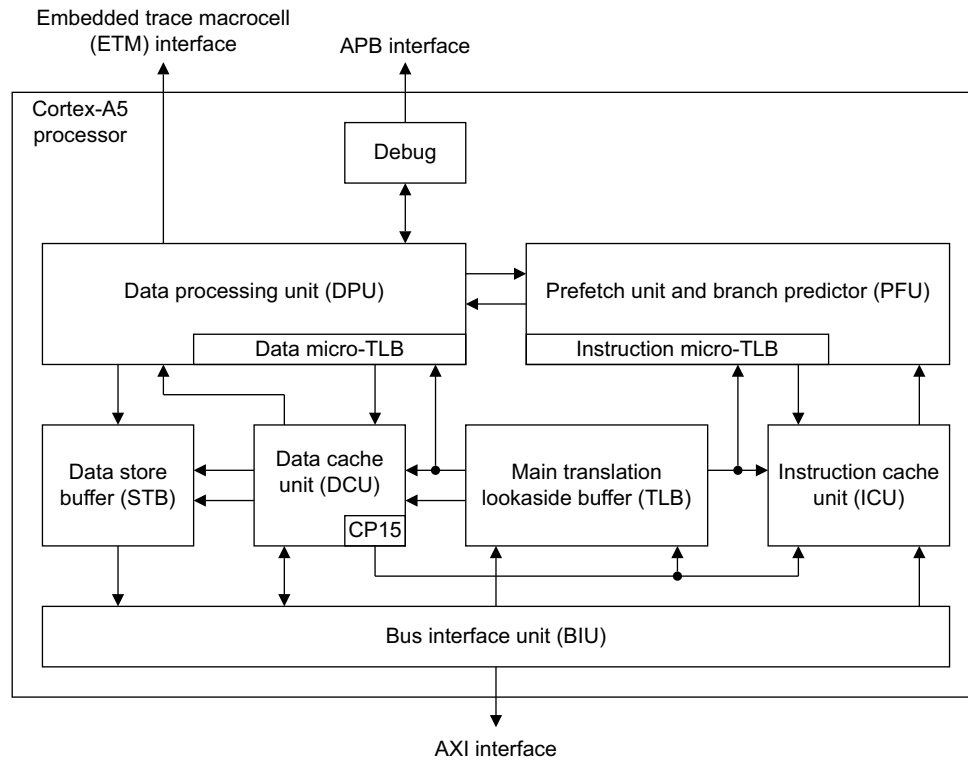 Embedded trace macrocell
(ETM) interface
APB interface
Cortex-A5
processor
Debug
Data processing unit (DPU)
Prefetch unit and branch predictor (PFU)
Data micro-TLB
Instruction micro-TLB
Data store
buffer (STB)
Data cache
unit (DCU)
CP15
Main translation
lookaside buffer (TLB)
Instruction cache
unit (ICU)
Bus interface unit (BIU)
AXI interface